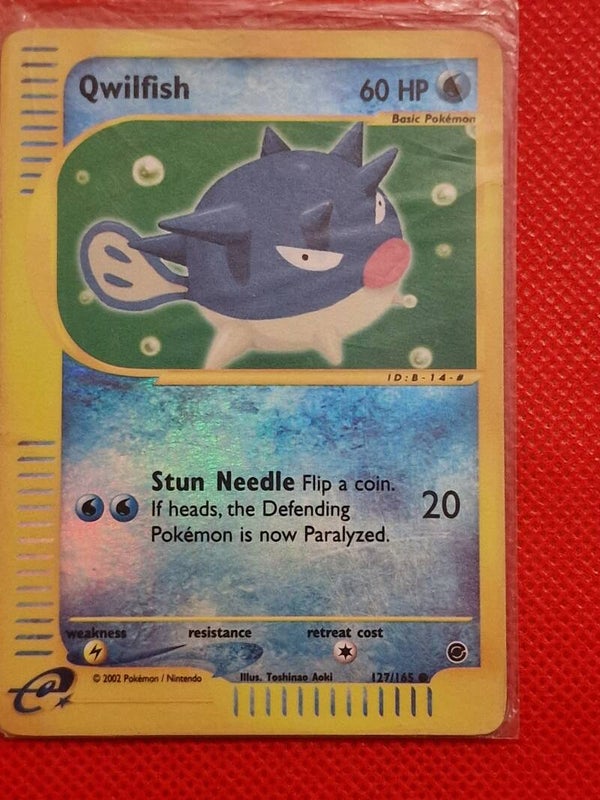 Qwilfish 60 HP
Basic Pokémon
ID:B-14-#
Stun Needle Flip a coin.
If heads, the Defending 20
Pokémon is now Paralyzed.
weakness resistance retreat cost
© 2002 Pokémon / Nintendo Illus. Toshinao Aoki 127/165
e